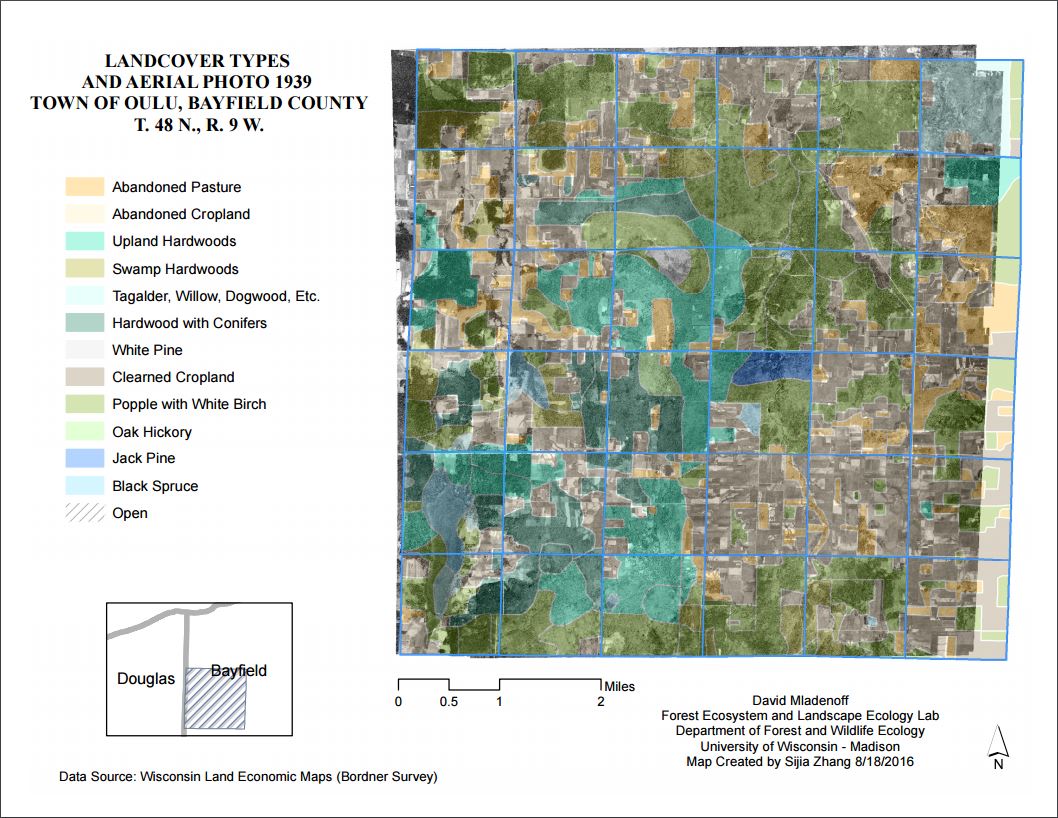 LANDCOVER TYPES
AND AERIAL PHOTO 1939
TOWN OF OULU, BAYFIELD COUNTY
T. 48 N., R. 9 W.
Abandoned Pasture
Abandoned Cropland
Upland Hardwoods
Swamp Hardwoods
Tagalder, Willow, Dogwood, Etc.
Hardwood with Conifers
White Pine
Clearned Cropland
Popple with White Birch
Oak Hickory
Jack Pine
Black Spruce
Open
Douglas
Bayfield
Miles
0 0.5 1 2
David Mladenoff
Forest Ecosystem and Landscape Ecology Lab
Department of Forest and Wildlife Ecology
University of Wisconsin - Madison
Map Created by Sijia Zhang 8/18/2016
N
Data Source: Wisconsin Land Economic Maps (Bordner Survey)